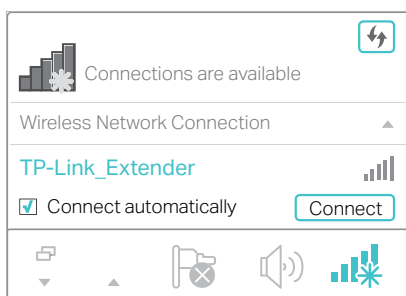 Connections are available
Wireless Network Connection
TP-Link_Extender
Connect automatically
Connect